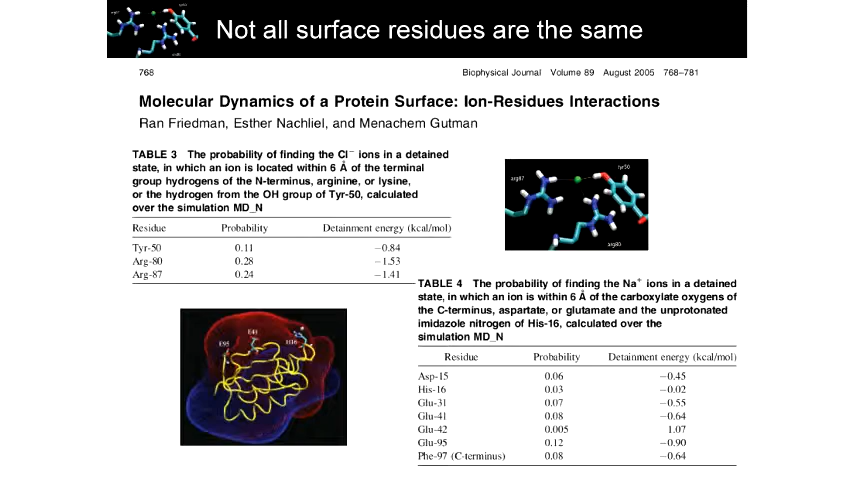 Not all surface residues are the same
768
Biophysical Journal Volume 89 August 2005 768–781
Molecular Dynamics of a Protein Surface: Ion-Residues Interactions
Ran Friedman, Esther Nachliel, and Menachem Gutman
TABLE 3 The probability of finding the Cl⁻ ions in a detained
state, in which an ion is located within 6 Å of the terminal
group hydrogens of the N-terminus, arginine, or lysine,
or the hydrogen from the OH group of Tyr-50, calculated
over the simulation MD_N
Residue Probability Detainment energy (kcal/mol)
Tyr-50 0.11 −0.84
Arg-80 0.28 −1.53
Arg-87 0.24 −1.41
arg87
tyr50
arg80
TABLE 4 The probability of finding the Na⁺ ions in a detained
state, in which an ion is within 6 Å of the carboxylate oxygens of
the C-terminus, aspartate, or glutamate and the unprotonated
imidazole nitrogen of His-16, calculated over the
simulation MD_N
Residue Probability Detainment energy (kcal/mol)
Asp-15 0.06 −0.45
His-16 0.03 −0.02
Glu-31 0.07 −0.55
Glu-41 0.08 −0.64
Glu-42 0.005 1.07
Glu-95 0.12 −0.90
Phe-97 (C-terminus) 0.08 −0.64
E95
H16